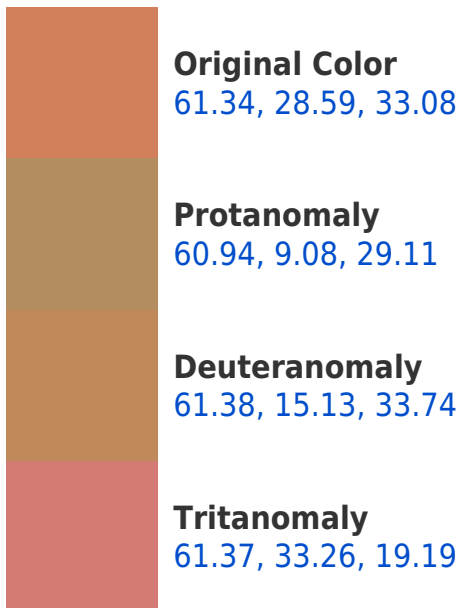 Original Color
61.34, 28.59, 33.08
Protanomaly
60.94, 9.08, 29.11
Deuteranomaly
61.38, 15.13, 33.74
Tritanomaly
61.37, 33.26, 19.19